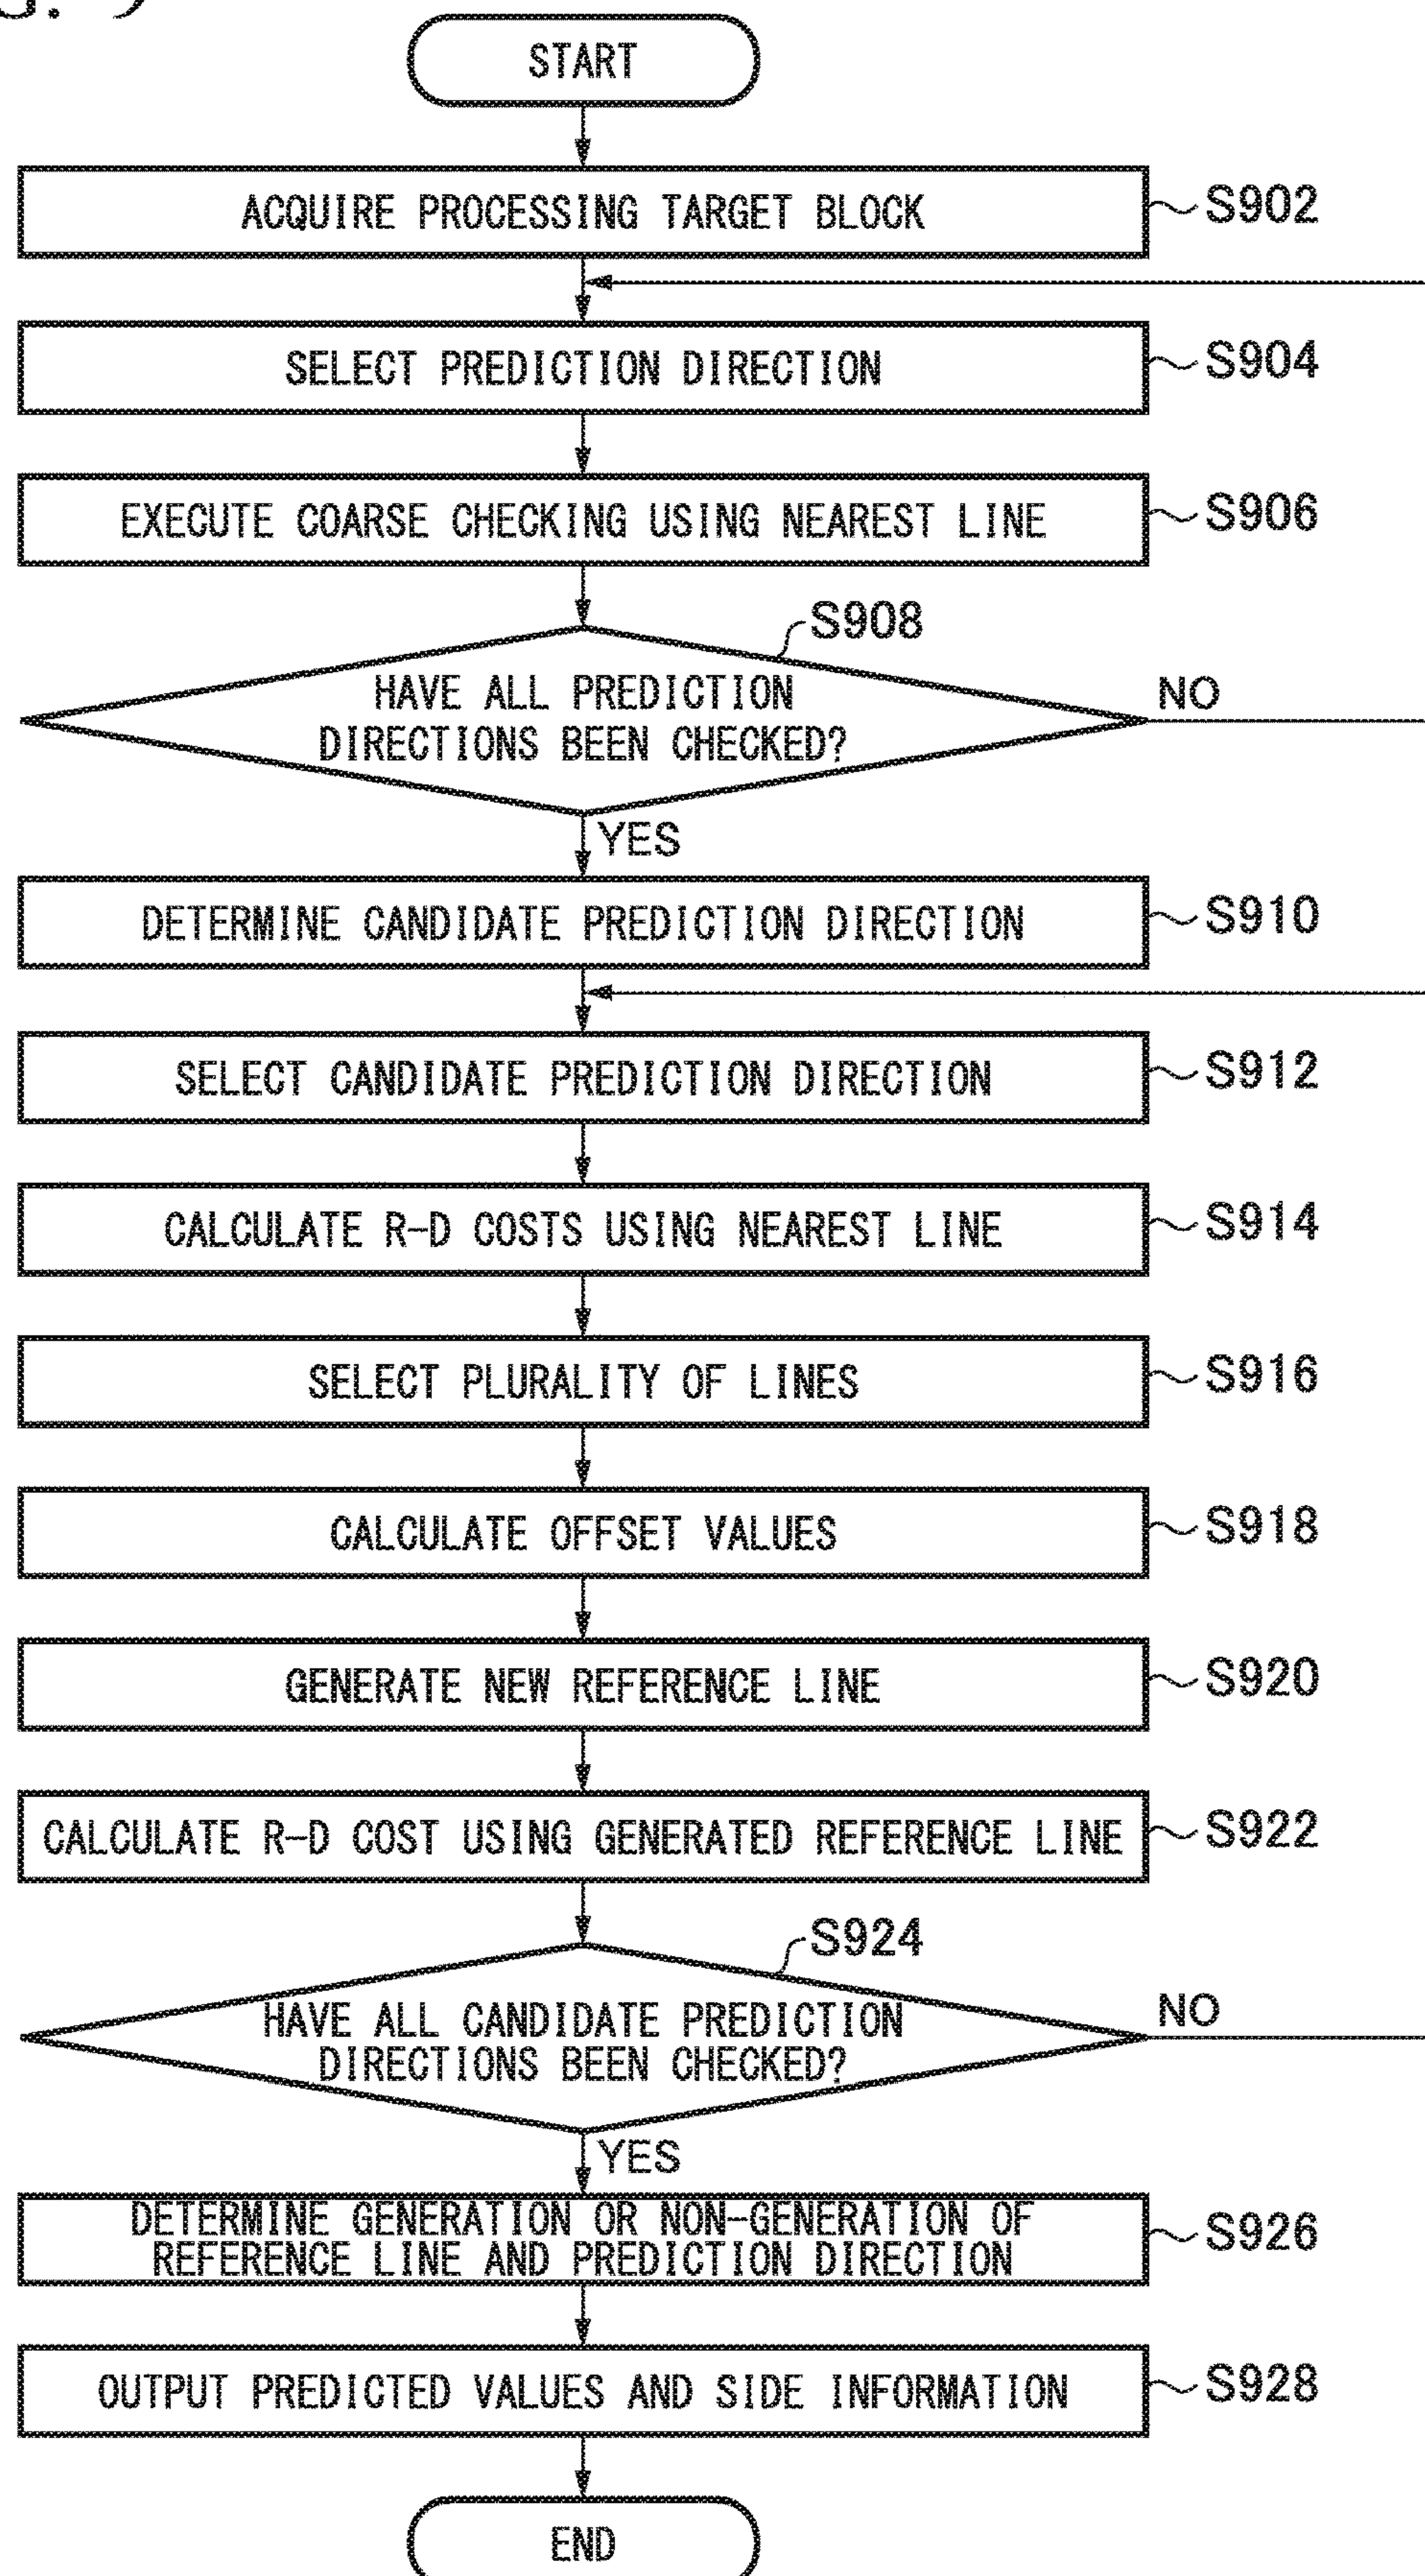 G. 9
START
ACQUIRE PROCESSING TARGET BLOCK
S902
SELECT PREDICTION DIRECTION
S904
EXECUTE COARSE CHECKING USING NEAREST LINE
S906
S908
HAVE ALL PREDICTION
DIRECTIONS BEEN CHECKED?
NO
YES
DETERMINE CANDIDATE PREDICTION DIRECTION
S910
SELECT CANDIDATE PREDICTION DIRECTION
S912
CALCULATE R-D COSTS USING NEAREST LINE
S914
SELECT PLURALITY OF LINES
S916
CALCULATE OFFSET VALUES
S918
GENERATE NEW REFERENCE LINE
S920
CALCULATE R-D COST USING GENERATED REFERENCE LINE
S922
S924
HAVE ALL CANDIDATE PREDICTION
DIRECTIONS BEEN CHECKED?
NO
YES
DETERMINE GENERATION OR NON-GENERATION OF
REFERENCE LINE AND PREDICTION DIRECTION
S926
OUTPUT PREDICTED VALUES AND SIDE INFORMATION
S928
END